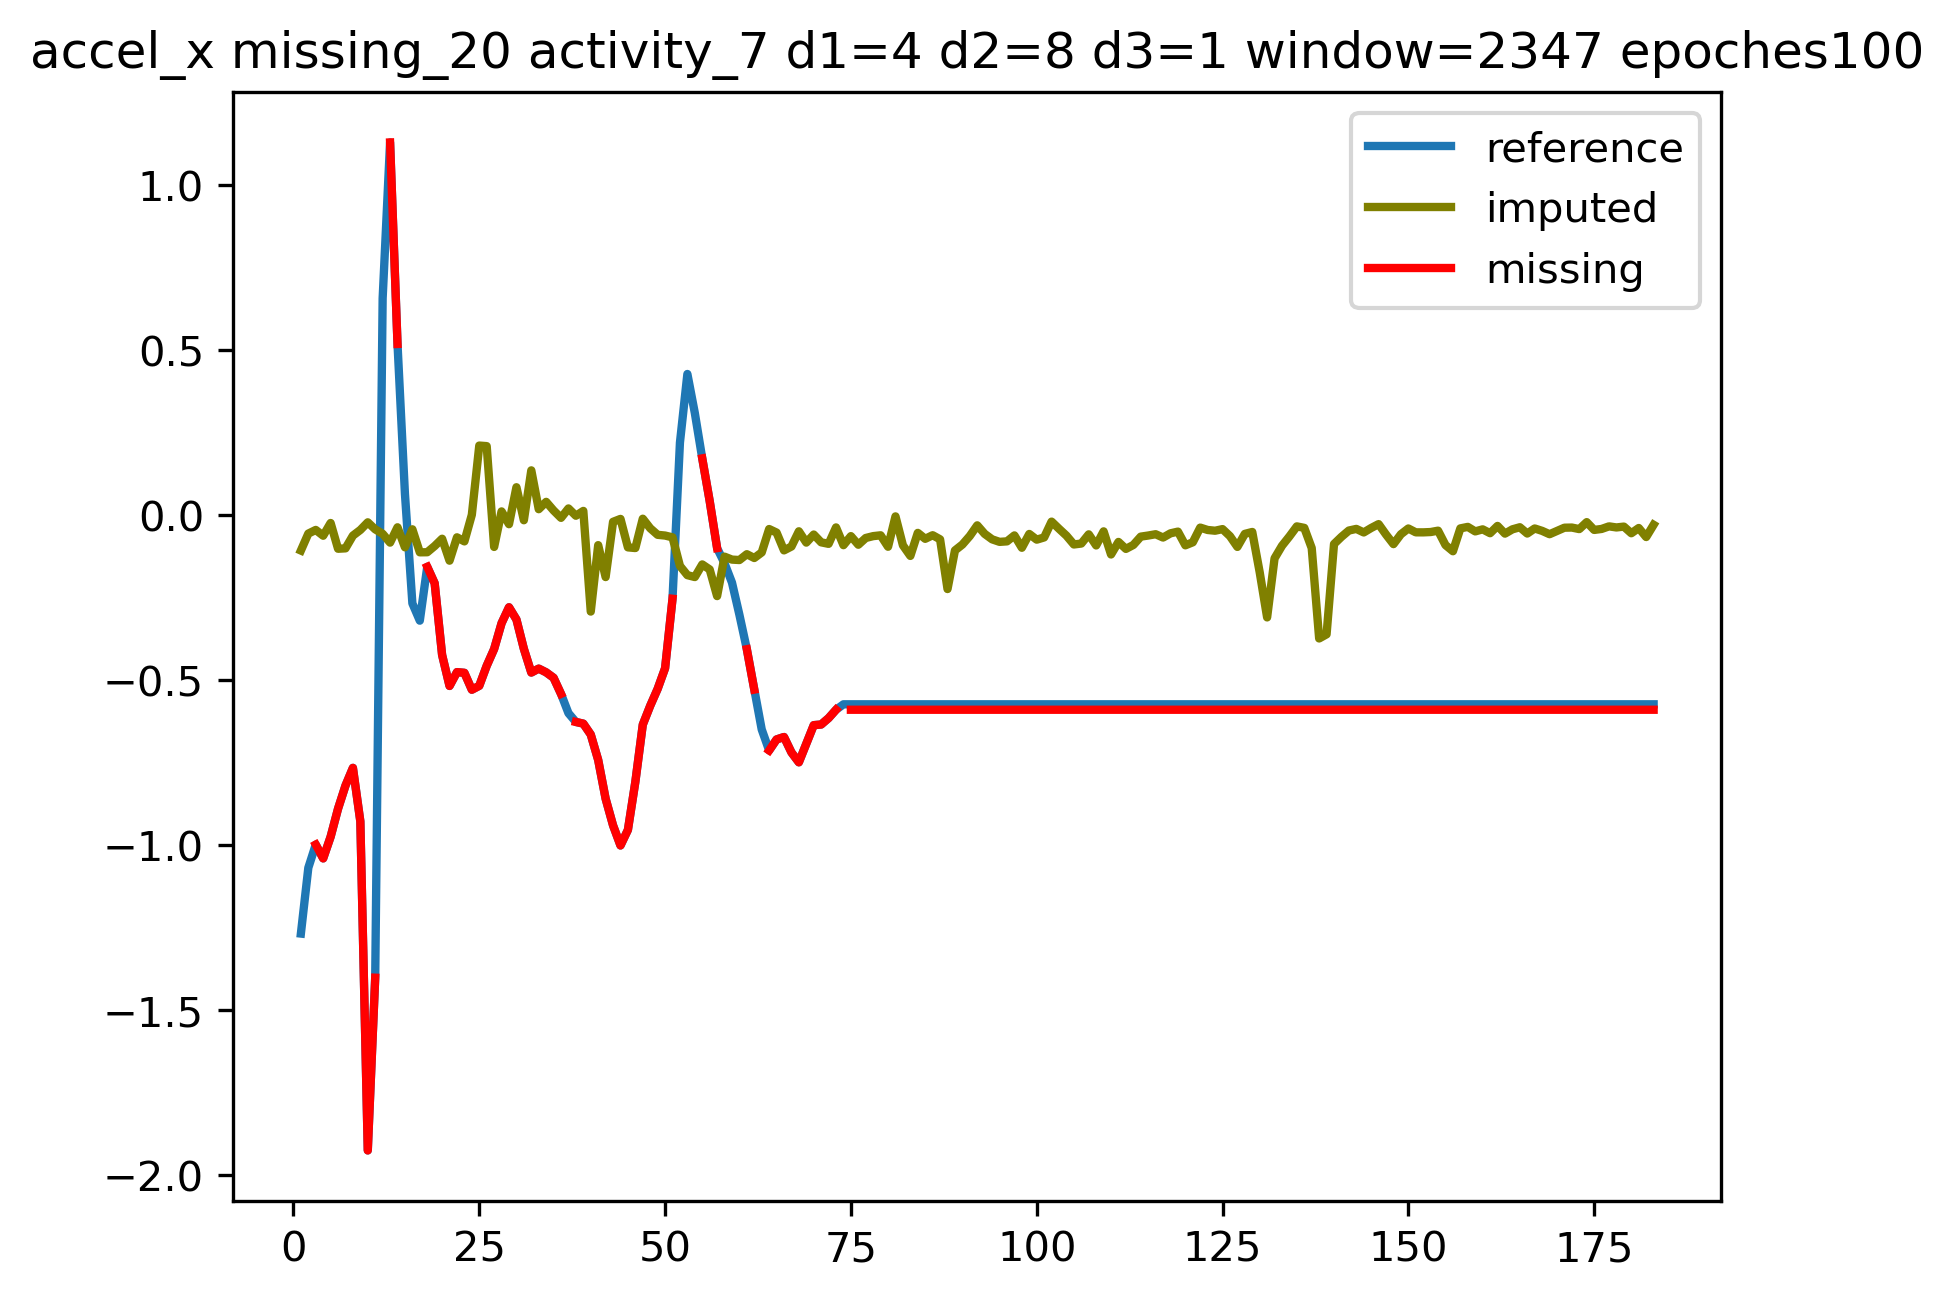 accel_x missing_20 activity_7 d1=4 d2=8 d3=1 window=2347 epoches100
reference
imputed
missing
1.0
0.5
0.0
−0.5
−1.0
−1.5
−2.0
0 25 50 75 100 125 150 175